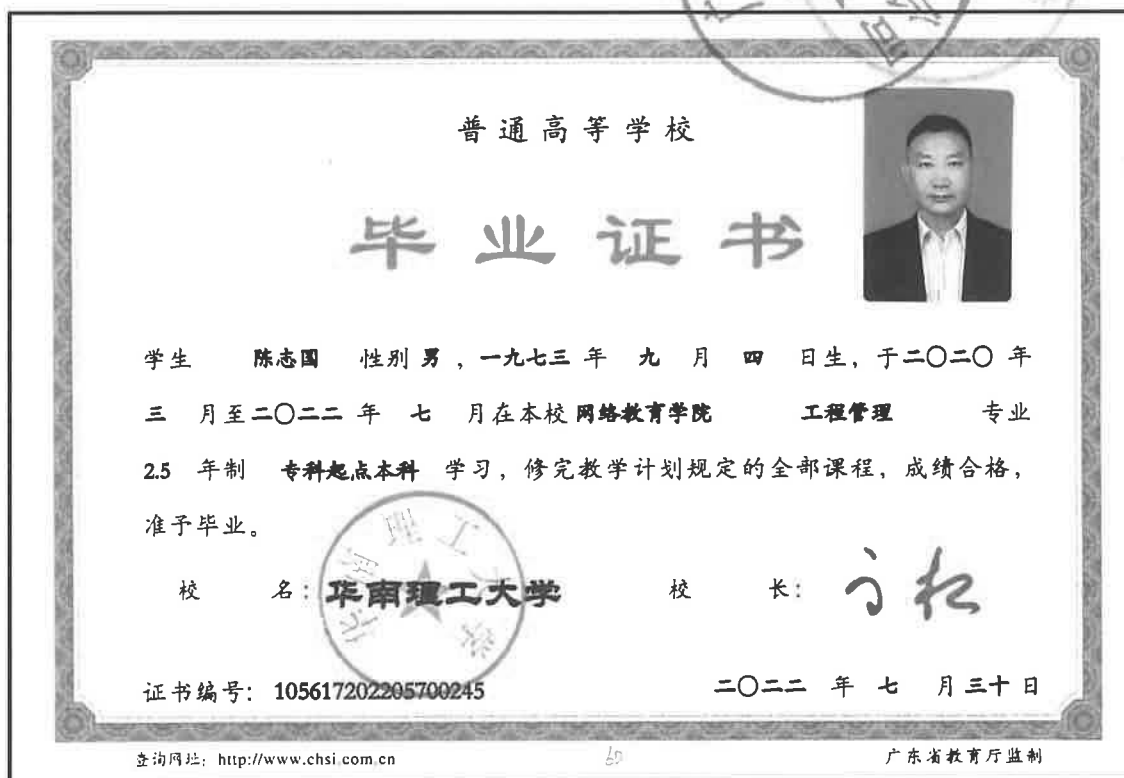 普通高等学校
毕业证书
学生 陈志国 性别 男，一九七三 年 九 月 四 日生，于二〇二〇 年
三 月至二〇二二 年 七 月在本校 网络教育学院 工程管理 专业
2.5 年制 专科起点本科 学习，修完教学计划规定的全部课程，成绩合格，
准予毕业。
校 名：华南理工大学 校 长：
华南理工大学
证书编号：105617202205700245 二〇二二 年 七 月 三十 日
查询网址：http://www.chsi.com.cn 广东省教育厅监制